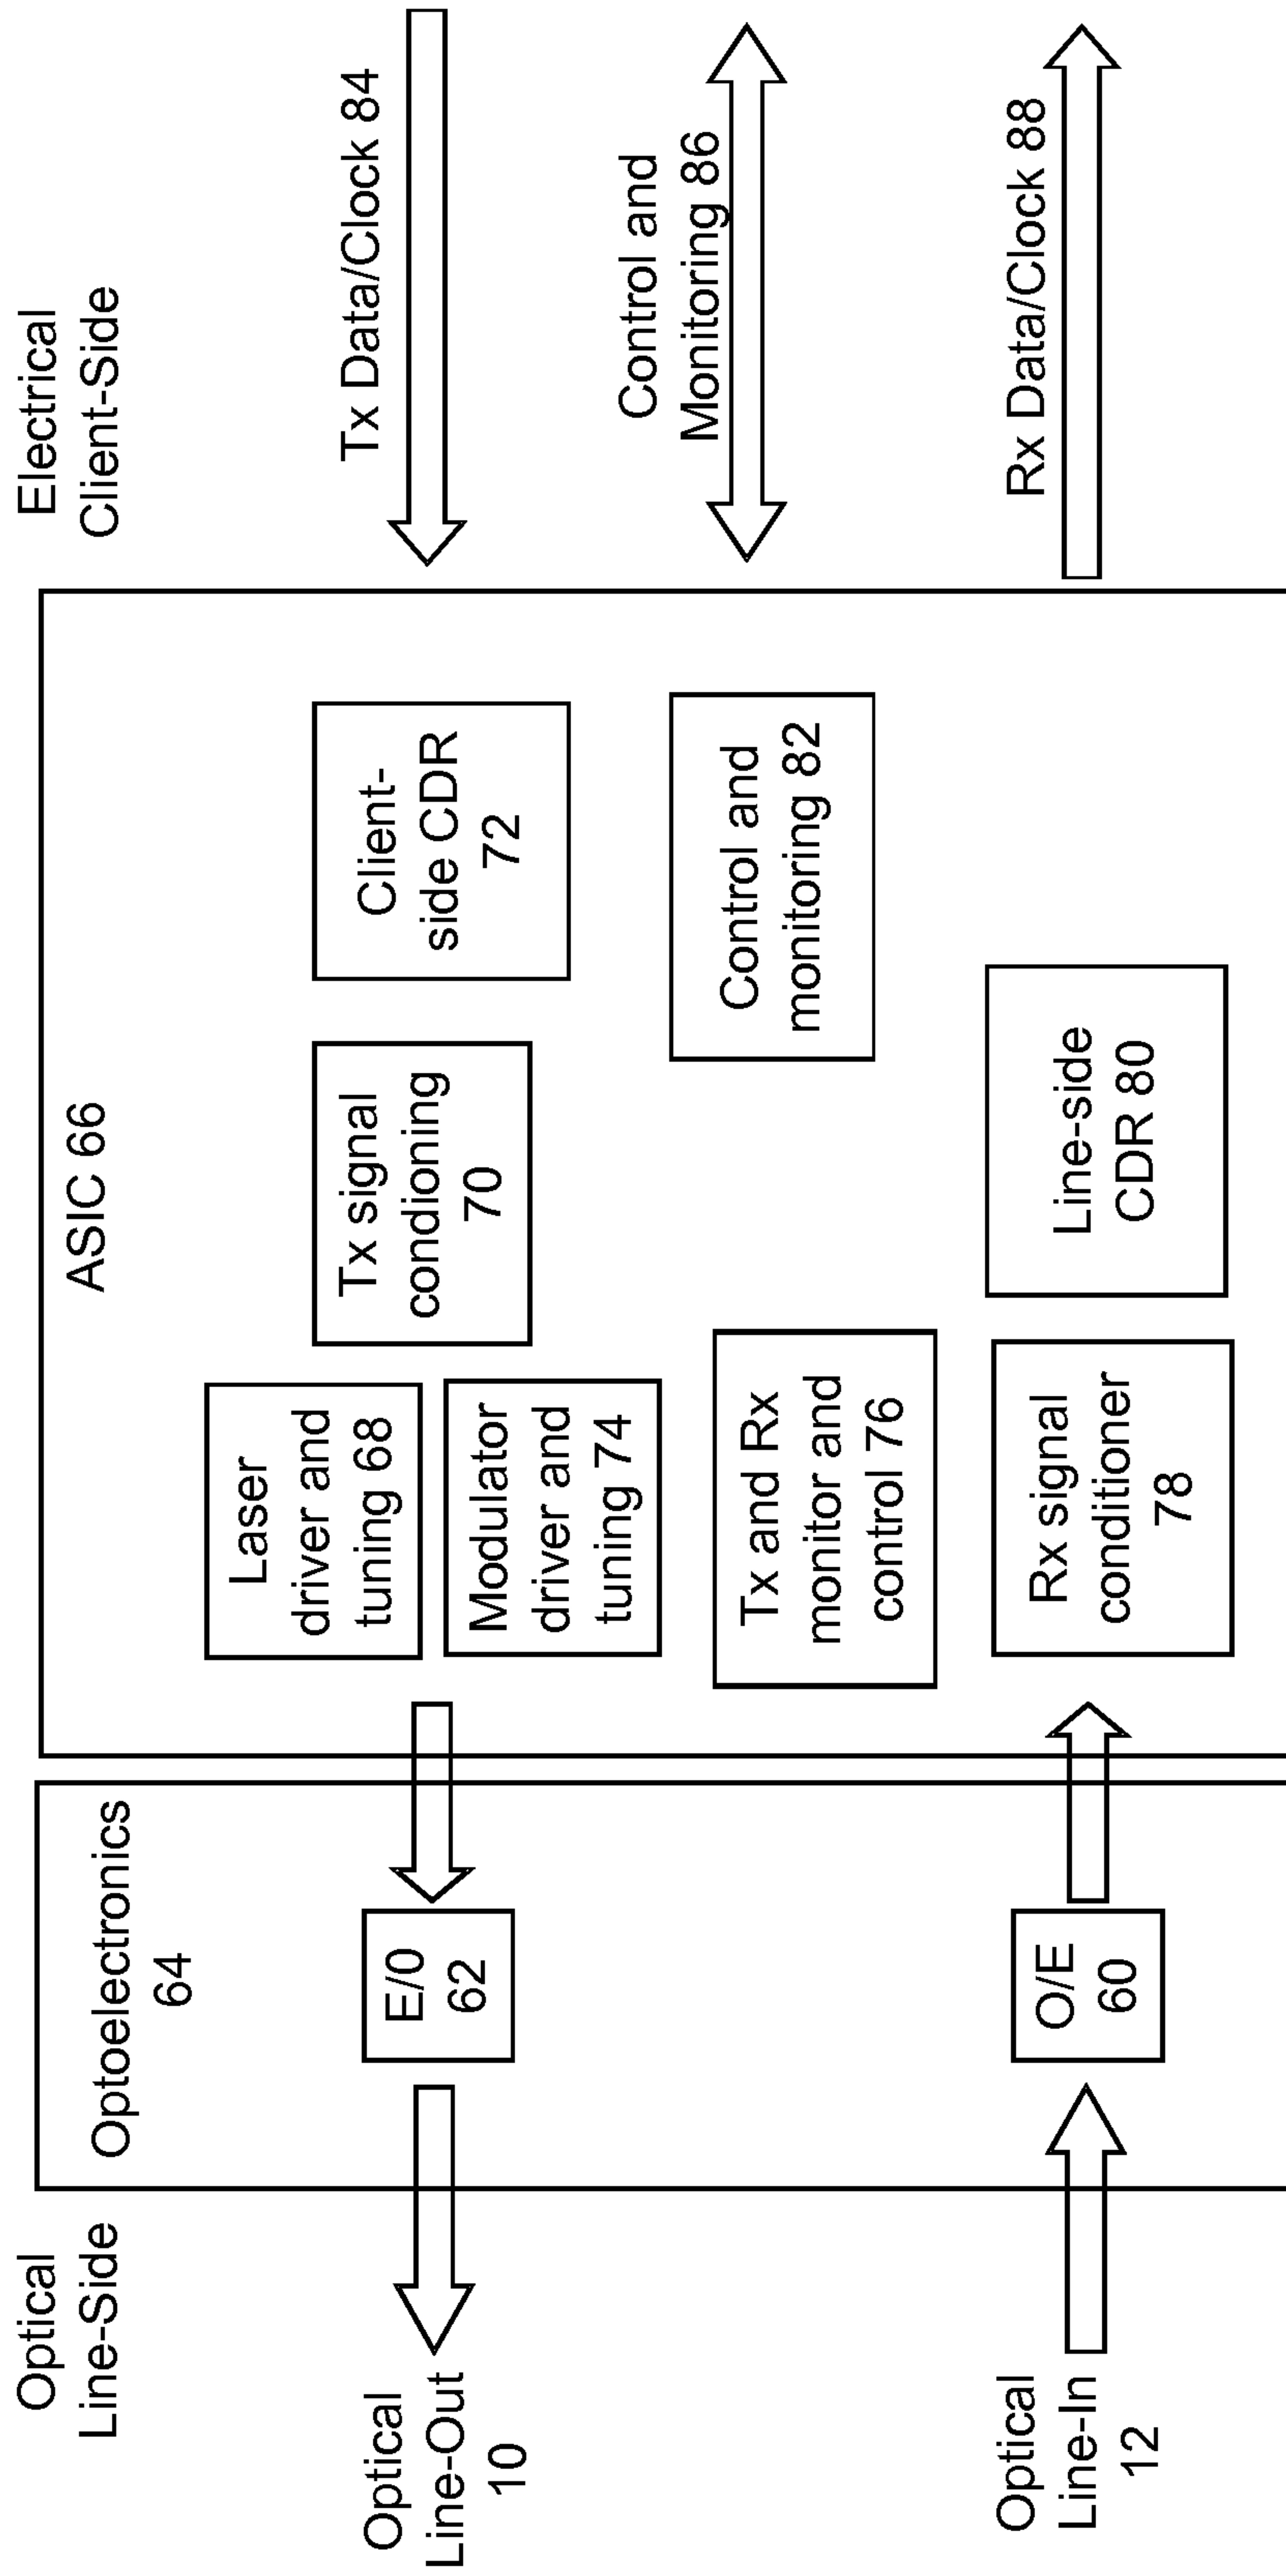 Optical
Line-Side
Electrical
Client-Side
Optoelectronics
64
ASIC 66
Optical
Line-Out
10
E/0
62
Laser
driver and
tuning 68
Modulator
driver and
tuning 74
Tx signal
condioning
70
Client-
side CDR
72
Tx Data/Clock 84
Tx and Rx
monitor and
control 76
Control and
monitoring 82
Control and
Monitoring 86
Optical
Line-In
12
O/E
60
Rx signal
conditioner
78
Line-side
CDR 80
Rx Data/Clock 88